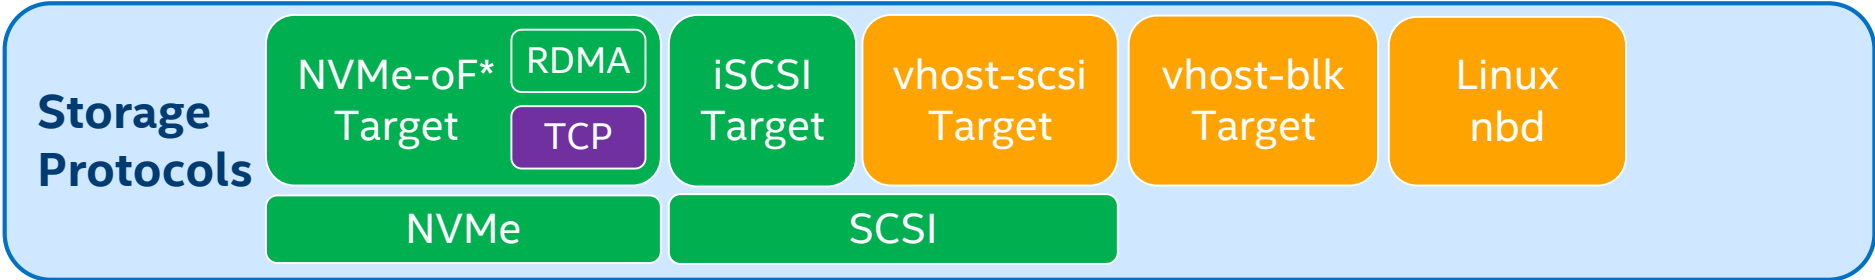 Storage
Protocols
NVMe-oF*
Target
RDMA
TCP
iSCSI
Target
vhost-scsi
Target
vhost-blk
Target
Linux
nbd
NVMe
SCSI